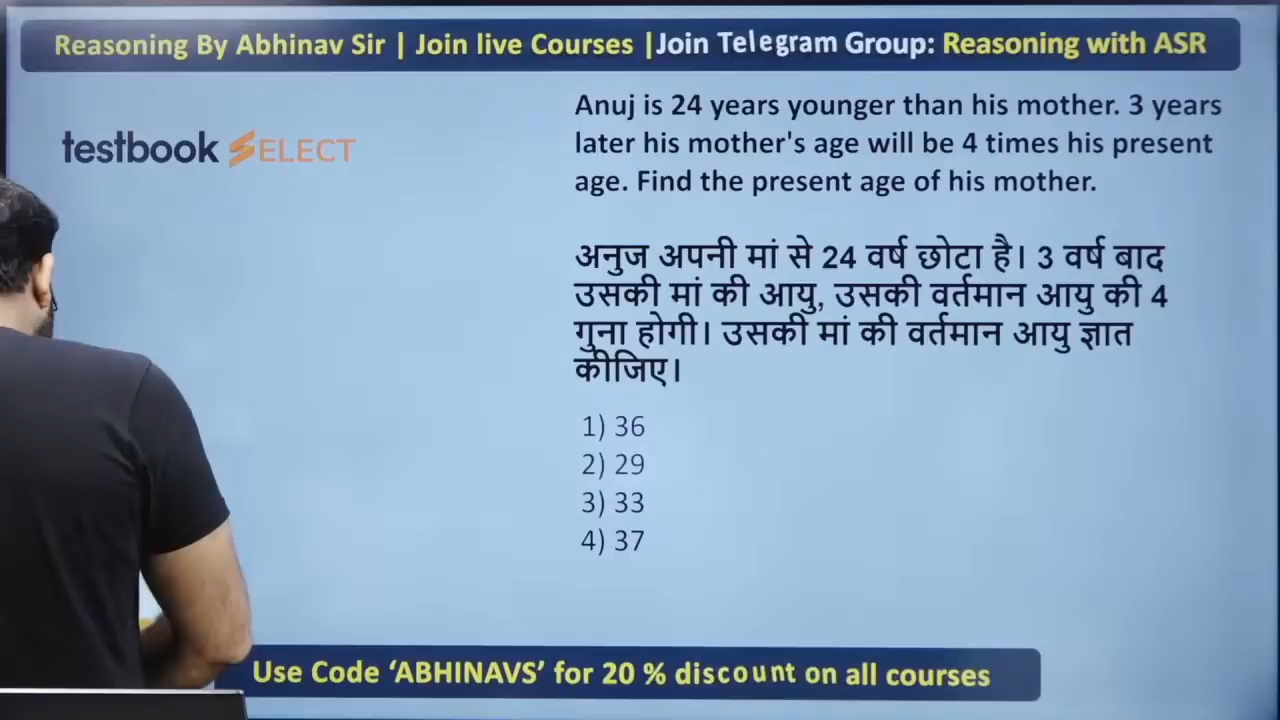 Reasoning By Abhinav Sir | Join live Courses |Join Telegram Group: Reasoning with ASR
testbook SELECT
Anuj is 24 years younger than his mother. 3 years
later his mother's age will be 4 times his present
age. Find the present age of his mother.
अनुज अपनी मां से 24 वर्ष छोटा है। 3 वर्ष बाद
उसकी मां की आयु, उसकी वर्तमान आयु की 4
गुना होगी। उसकी मां की वर्तमान आयु ज्ञात
कीजिए।
1) 36
2) 29
3) 33
4) 37
Use Code ‘ABHINAVS’ for 20 % discount on all courses